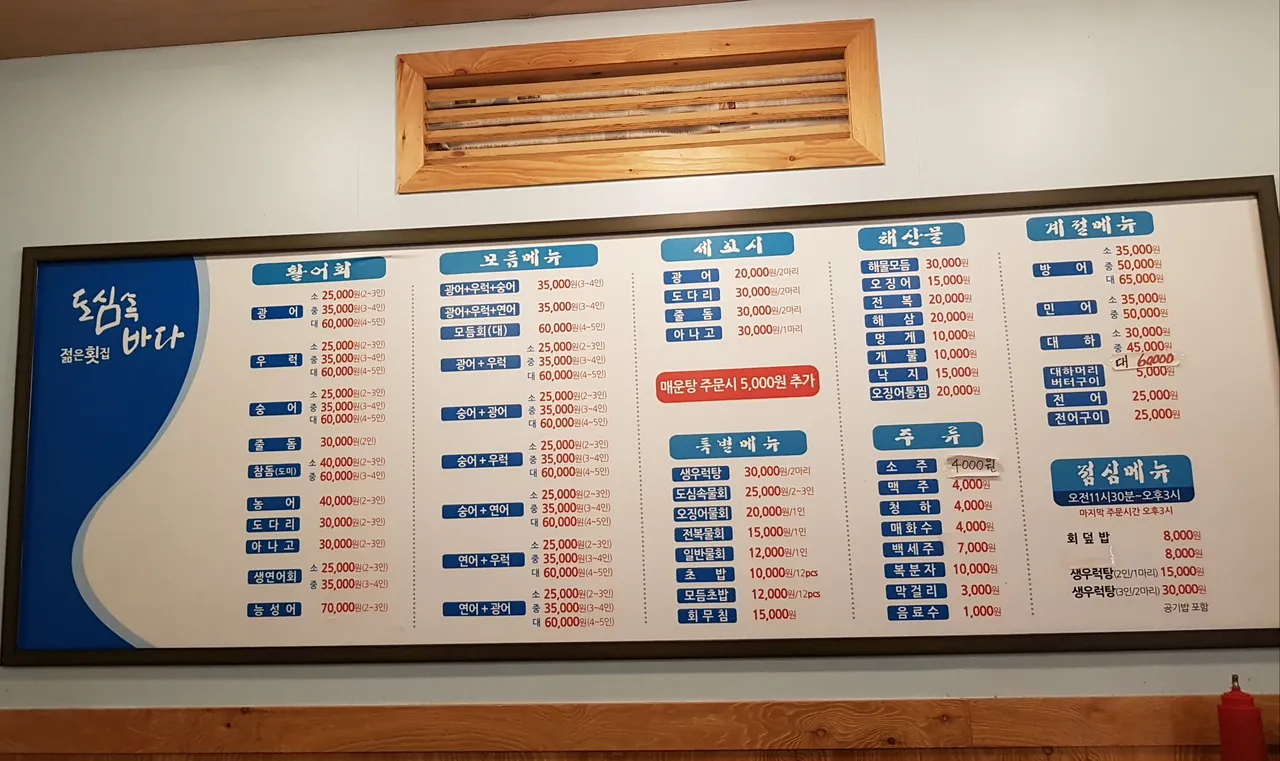 도심속
바다
젊은횟집
활어회
광어 소 25,000원(2~3인)
중 35,000원(3~4인)
대 60,000원(4~5인)
우럭 소 25,000원(2~3인)
중 35,000원(3~4인)
대 60,000원(4~5인)
숭어 소 25,000원(2~3인)
중 35,000원(3~4인)
대 60,000원(4~5인)
줄돔 30,000원(2인)
참돔(도미) 소 40,000원(2~3인)
중 60,000원(3~4인)
농어 40,000원(2~3인)
도다리 30,000원(2~3인)
아나고 30,000원(2~3인)
생연어회 소 25,000원(2~3인)
중 35,000원(3~4인)
능성어 70,000원(2~3인)
모듬메뉴
광어+우럭+숭어 35,000원(3~4인)
광어+우럭+연어 35,000원(3~4인)
모듬회(대) 60,000원(4~5인)
광어+우럭 소 25,000원(2~3인)
중 35,000원(3~4인)
대 60,000원(4~5인)
숭어+광어 소 25,000원(2~3인)
중 35,000원(3~4인)
대 60,000원(4~5인)
숭어+우럭 소 25,000원(2~3인)
중 35,000원(3~4인)
대 60,000원(4~5인)
숭어+연어 소 25,000원(2~3인)
중 35,000원(3~4인)
대 60,000원(4~5인)
연어+우럭 소 25,000원(2~3인)
중 35,000원(3~4인)
대 60,000원(4~5인)
연어+광어 소 25,000원(2~3인)
중 35,000원(3~4인)
대 60,000원(4~5인)
세꼬시
광어 20,000원/2마리
도다리 30,000원/2마리
줄돔 30,000원/2마리
아나고 30,000원/1마리
매운탕 주문시 5,000원 추가
특별메뉴
생우럭탕 30,000원/2마리
도심속물회 25,000원/2~3인
오징어물회 20,000원/1인
전복물회 15,000원/1인
일반물회 12,000원/1인
초밥 10,000원/12pcs
모듬초밥 12,000원/12pcs
회무침 15,000원
해산물
해물모듬 30,000원
오징어 15,000원
전복 20,000원
해삼 20,000원
멍게 10,000원
개불 10,000원
낙지 15,000원
오징어통찜 20,000원
주류
소주 4000원
맥주 4,000원
청하 4,000원
매화수 4,000원
백세주 7,000원
복분자 10,000원
막걸리 3,000원
음료수 1,000원
계절메뉴
방어 소 35,000원
중 50,000원
대 65,000원
민어 소 35,000원
중 50,000원
대하 소 30,000원
중 45,000원
대 60000
대하머리
버터구이 5,000원
전어 25,000원
전어구이 25,000원
점심메뉴
오전11시30분~오후3시
마지막 주문시간 오후3시
회덮밥 8,000원
8,000원
생우럭탕(2인/1마리) 15,000원
생우럭탕(3인/2마리) 30,000원
공기밥 포함